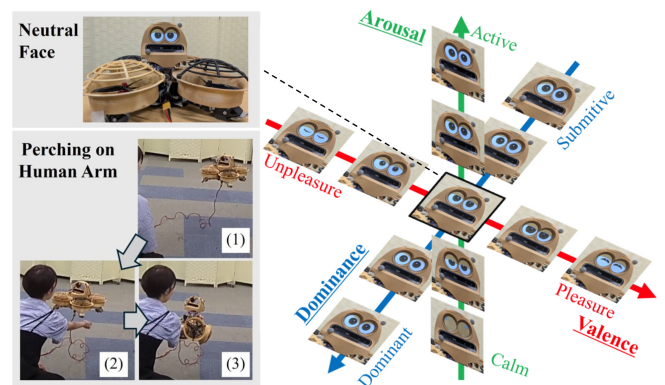 Neutral
Face
Perching on
Human Arm
(1)
(2)
(3)
Arousal
Active
Submitive
Unpleasure
Dominance
Dominant
Calm
Pleasure
Valence